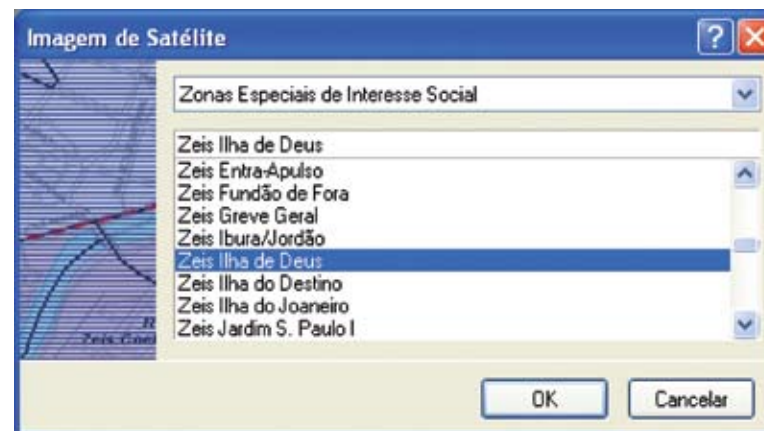 Imagem de Satélite
Zonas Especiais de Interesse Social
Zeis Ilha de Deus
Zeis Entra-Apulso
Zeis Fundão de Fora
Zeis Greve Geral
Zeis Ibura/Jordão
Zeis Ilha de Deus
Zeis Ilha do Destino
Zeis Ilha do Joaneiro
Zeis Jardim S. Paulo I
Zeis
OK
Cancelar